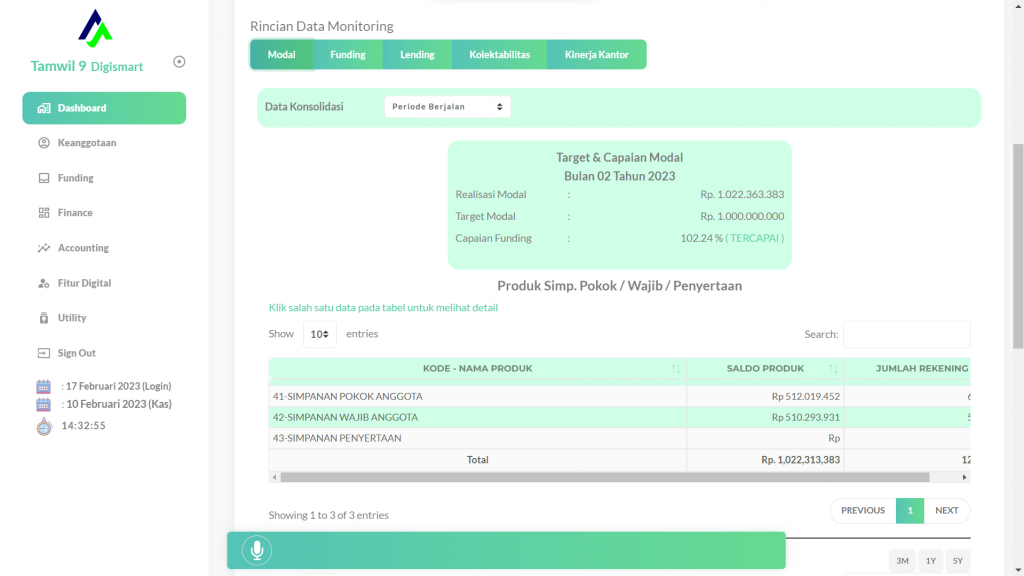 Tamwil 9 Digismart
Dashboard
Keanggotaan
Funding
Finance
Accounting
Fitur Digital
Utility
Sign Out
: 17 Februari 2023 (Login)
: 10 Februari 2023 (Kas)
14:32:55
Rincian Data Monitoring
Modal Funding Lending Kolektabilitas Kinerja Kantor
Data Konsolidasi Periode Berjalan
Target & Capaian Modal
Bulan 02 Tahun 2023
Realisasi Modal : Rp. 1.022.363.383
Target Modal : Rp. 1.000.000.000
Capaian Funding : 102.24 % ( TERCAPAI )
Produk Simp. Pokok / Wajib / Penyertaan
Klik salah satu data pada tabel untuk melihat detail
Show 10 entries Search:
KODE - NAMA PRODUK SALDO PRODUK JUMLAH REKENING
41-SIMPANAN POKOK ANGGOTA Rp 512.019.452
42-SIMPANAN WAJIB ANGGOTA Rp 510.293.931
43-SIMPANAN PENYERTAAN Rp
Total Rp. 1,022,313,383 12
Showing 1 to 3 of 3 entries
PREVIOUS 1 NEXT
3M 1Y 5Y